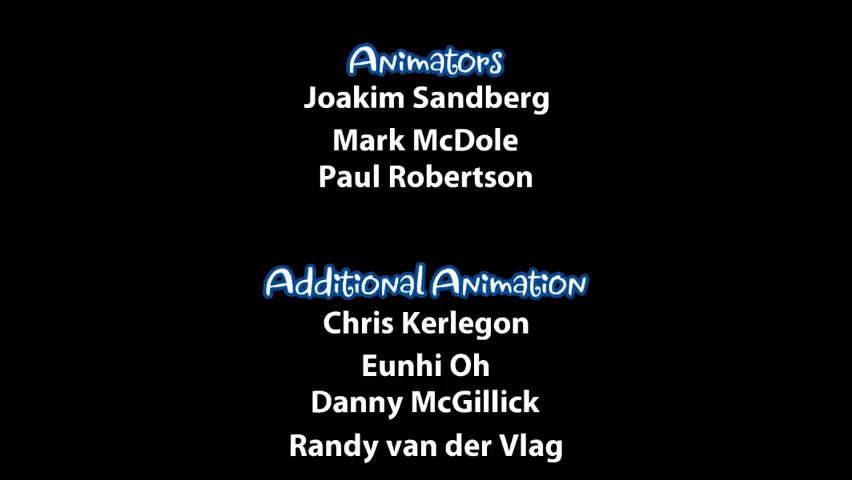 Animators
Joakim Sandberg
Mark McDole
Paul Robertson
Additional Animation
Chris Kerlegon
Eunhi Oh
Danny McGillick
Randy van der Vlag